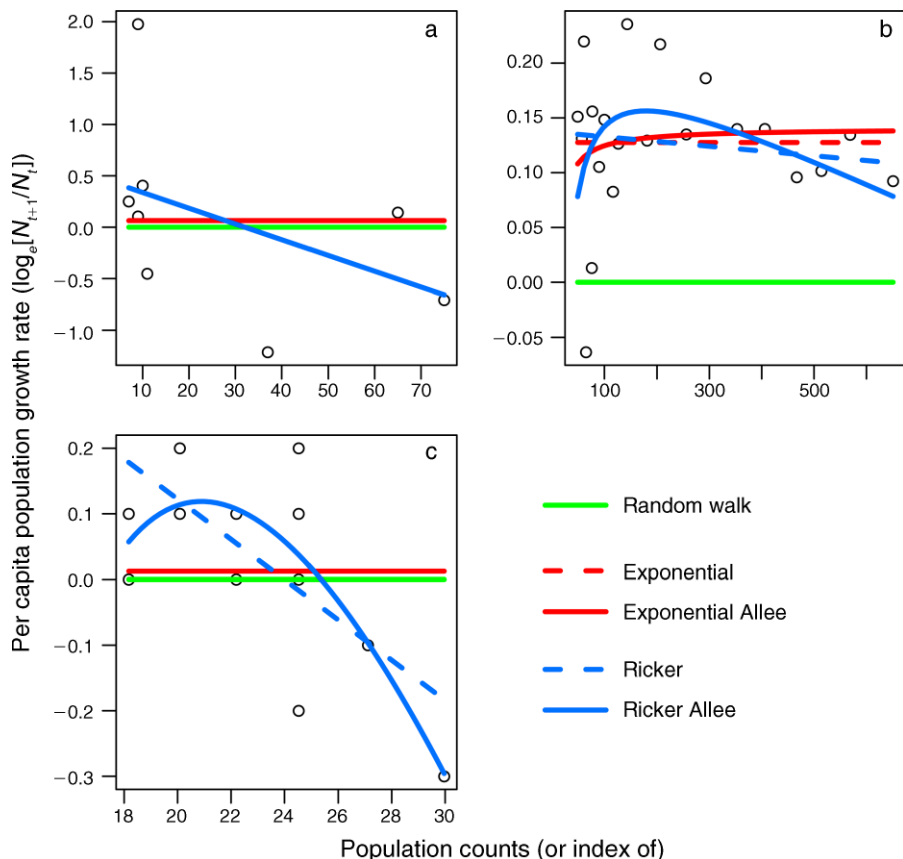 Per capita population growth rate (logₑ[Nₜ₊₁/Nₜ])
a
2.0
1.5
1.0
0.5
0.0
−0.5
−1.0
10 20 30 40 50 60 70
b
0.20
0.15
0.10
0.05
0.00
−0.05
100 300 500
c
0.2
0.1
0.0
−0.1
−0.2
−0.3
18 20 22 24 26 28 30
Random walk
Exponential
Exponential Allee
Ricker
Ricker Allee
Population counts (or index of)